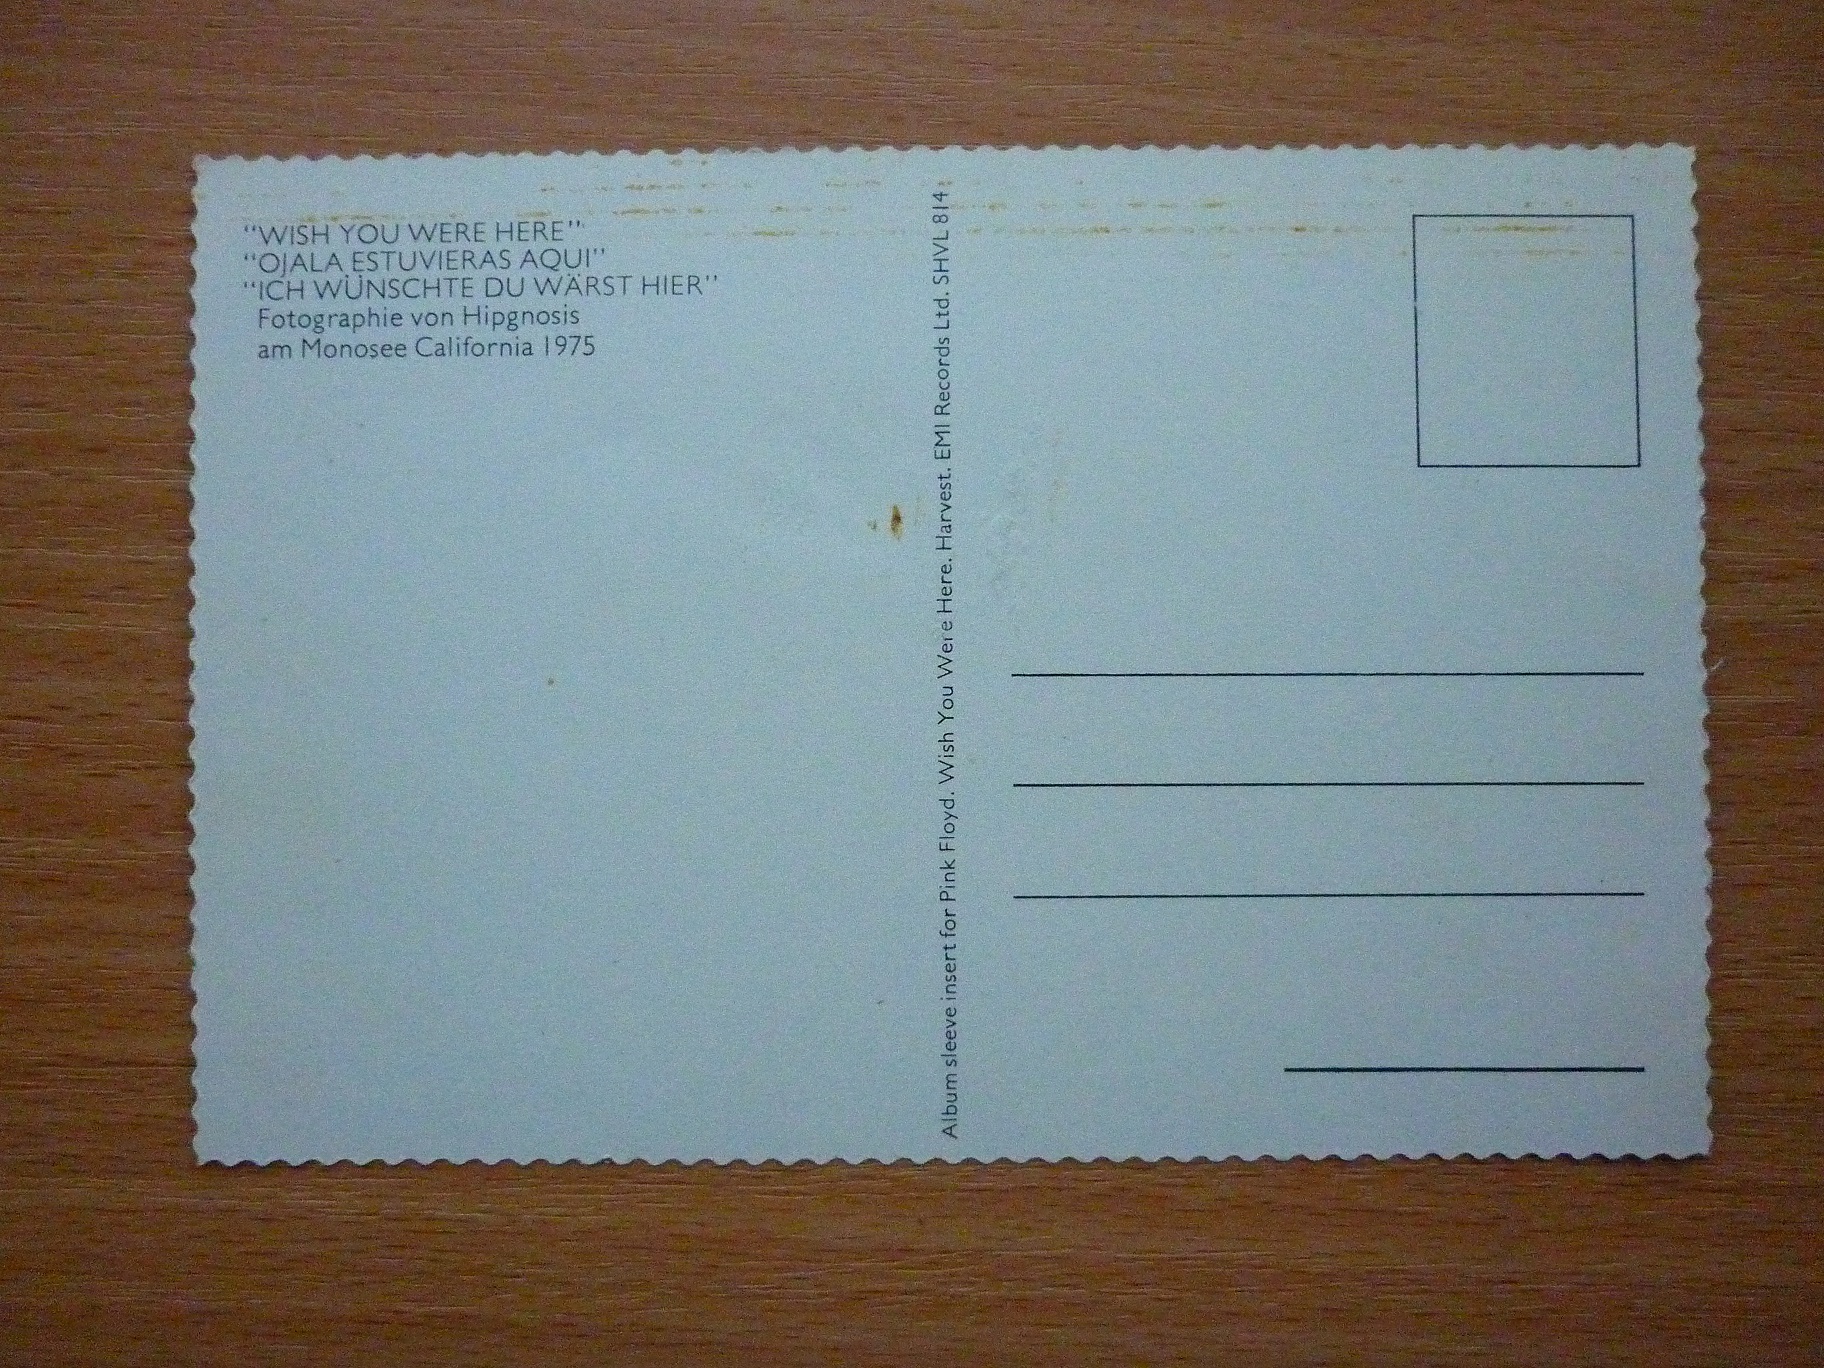 “WISH YOU WERE HERE”
“OJALA ESTUVIERAS AQUI”
“ICH WÜNSCHTE DU WÄRST HIER”
Fotographie von Hipgnosis
am Monosee California 1975
Album sleeve insert for Pink Floyd. Wish You Were Here. Harvest. EMI Records Ltd. SHVL 814